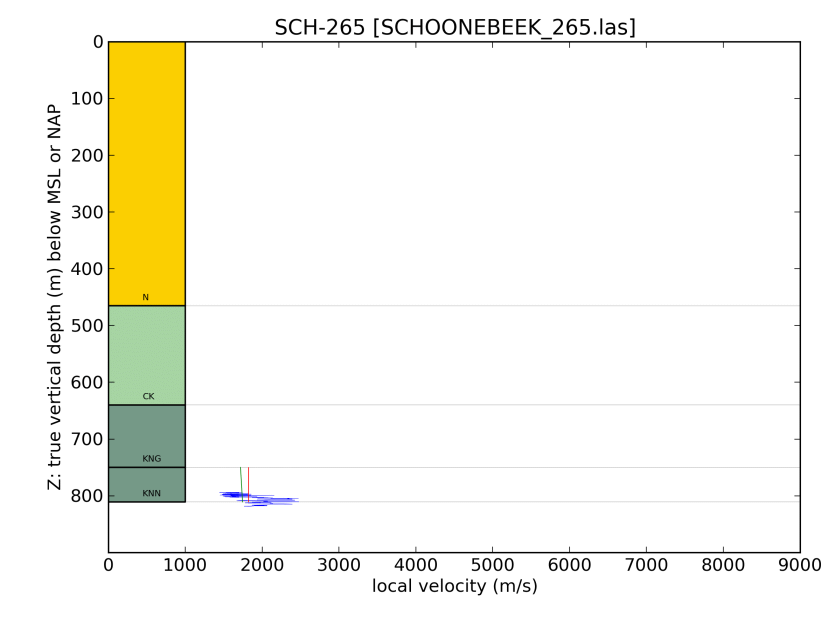 SCH-265 [SCHOONEBEEK_265.las]
Z: true vertical depth (m) below MSL or NAP
0
100
200
300
400
500
600
700
800
N
CK
KNG
KNN
0 1000 2000 3000 4000 5000 6000 7000 8000 9000
local velocity (m/s)